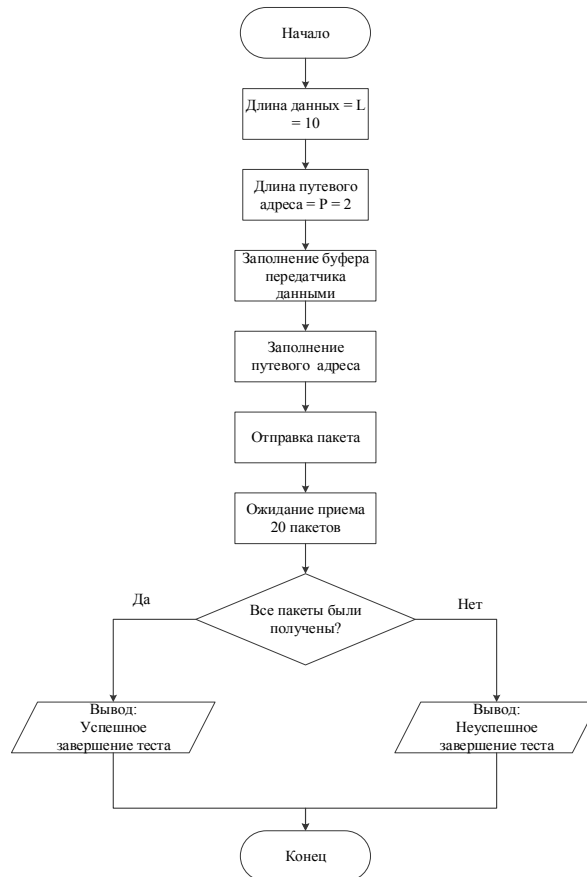 Начало
Длина данных = L
= 10
Длина путевого
адреса = P = 2
Заполнение буфера
передатчика
данными
Заполнение
путевого адреса
Отправка пакета
Ожидание приема
20 пакетов
Все пакеты были
получены?
Да
Нет
Вывод:
Успешное
завершение теста
Вывод:
Неуспешное
завершение теста
Конец